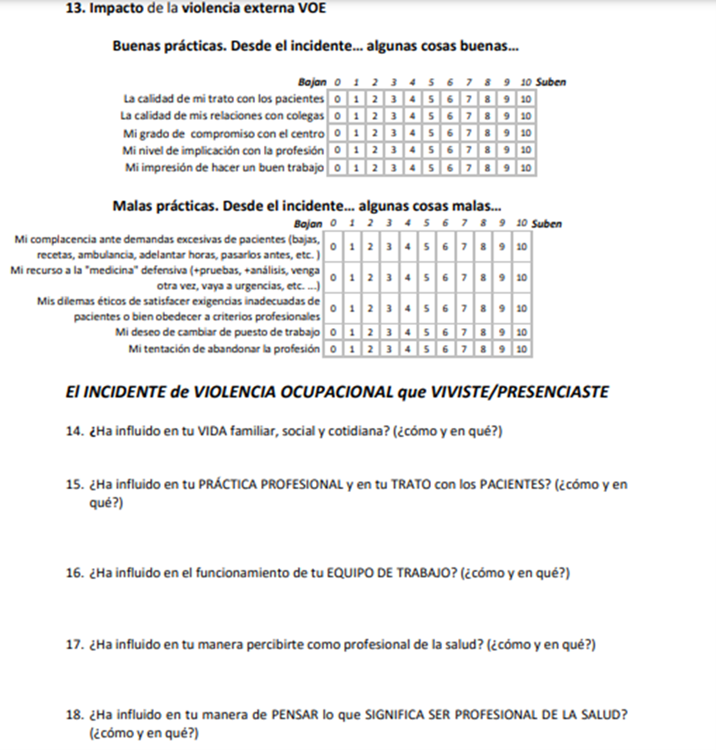 13. Impacto de la violencia externa VOE
Buenas prácticas. Desde el incidente... algunas cosas buenas...
Bajan 0 1 2 3 4 5 6 7 8 9 10 Suben
La calidad de mi trato con los pacientes 0 1 2 3 4 5 6 7 8 9 10
La calidad de mis relaciones con colegas 0 1 2 3 4 5 6 7 8 9 10
Mi grado de compromiso con el centro 0 1 2 3 4 5 6 7 8 9 10
Mi nivel de implicación con la profesión 0 1 2 3 4 5 6 7 8 9 10
Mi impresión de hacer un buen trabajo 0 1 2 3 4 5 6 7 8 9 10
Malas prácticas. Desde el incidente... algunas cosas malas...
Bajan 0 1 2 3 4 5 6 7 8 9 10 Suben
Mi complacencia ante demandas excesivas de pacientes (bajas,
recetas, ambulancia, adelantar horas, pasarlos antes, etc. ) 0 1 2 3 4 5 6 7 8 9 10
Mi recurso a la "medicina" defensiva (+pruebas, +análisis, venga
otra vez, vaya a urgencias, etc. ...) 0 1 2 3 4 5 6 7 8 9 10
Mis dilemas éticos de satisfacer exigencias inadecuadas de
pacientes o bien obedecer a criterios profesionales 0 1 2 3 4 5 6 7 8 9 10
Mi deseo de cambiar de puesto de trabajo 0 1 2 3 4 5 6 7 8 9 10
Mi tentación de abandonar la profesión 0 1 2 3 4 5 6 7 8 9 10
El INCIDENTE de VIOLENCIA OCUPACIONAL que VIVISTE/PRESENCIASTE
14. ¿Ha influido en tu VIDA familiar, social y cotidiana? (¿cómo y en qué?)
15. ¿Ha influido en tu PRÁCTICA PROFESIONAL y en tu TRATO con los PACIENTES? (¿cómo y en
qué?)
16. ¿Ha influido en el funcionamiento de tu EQUIPO DE TRABAJO? (¿cómo y en qué?)
17. ¿Ha influido en tu manera percibirte como profesional de la salud? (¿cómo y en qué?)
18. ¿Ha influido en tu manera de PENSAR lo que SIGNIFICA SER PROFESIONAL DE LA SALUD?
(¿cómo y en qué?)